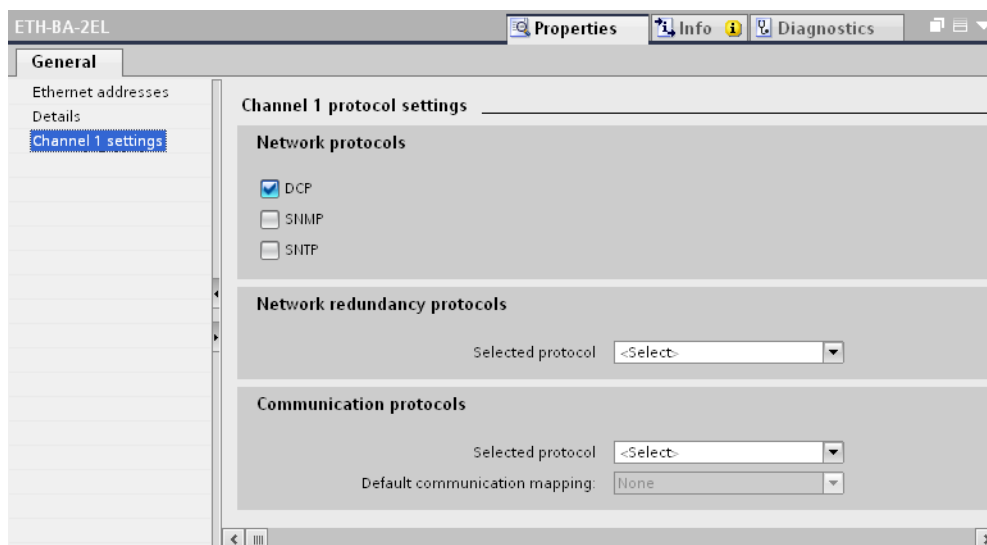 ETH-BA-2EL
Properties
Info
Diagnostics
General
Ethernet addresses
Details
Channel 1 settings
Channel 1 protocol settings
Network protocols
DCP
SNMP
SNTP
Network redundancy protocols
Selected protocol <Select>
Communication protocols
Selected protocol <Select>
Default communication mapping: None